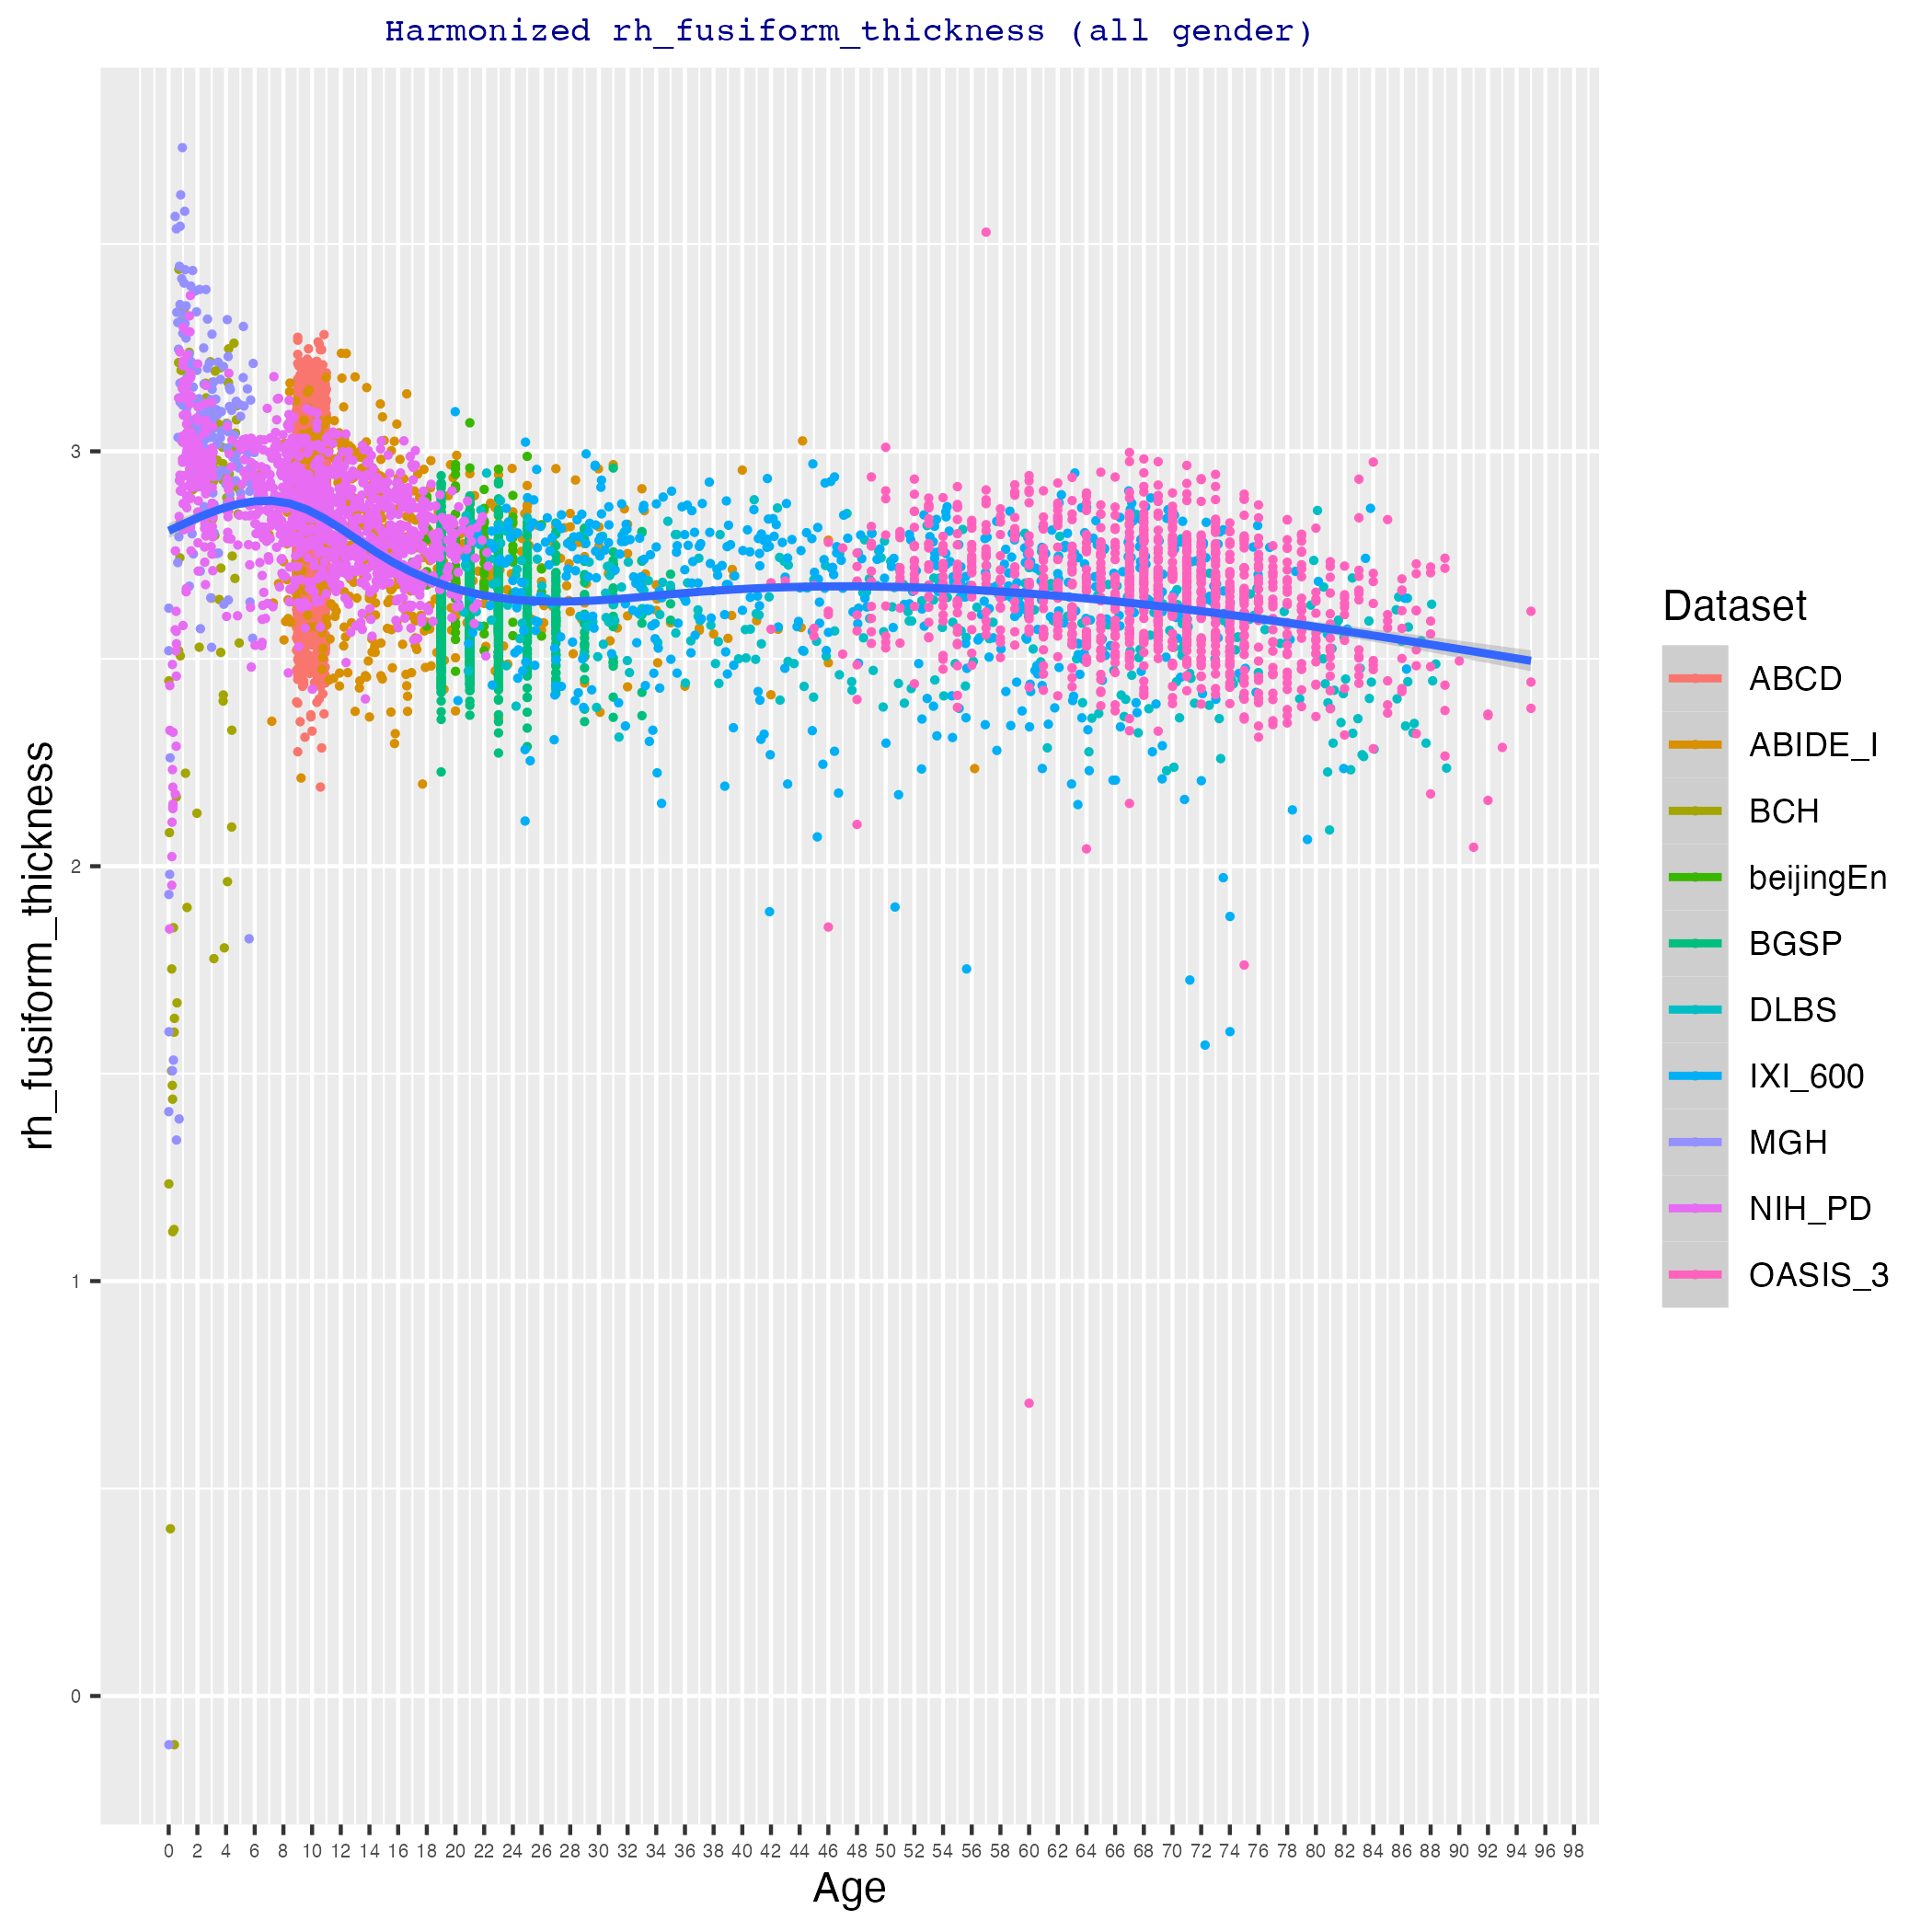 Harmonized rh_fusiform_thickness (all gender)
rh_fusiform_thickness
3
2
1
0
0 2 4 6 8 10 12 14 16 18 20 22 24 26 28 30 32 34 36 38 40 42 44 46 48 50 52 54 56 58 60 62 64 66 68 70 72 74 76 78 80 82 84 86 88 90 92 94 96 98
Age
Dataset
ABCD
ABIDE_I
BCH
beijingEn
BGSP
DLBS
IXI_600
MGH
NIH_PD
OASIS_3